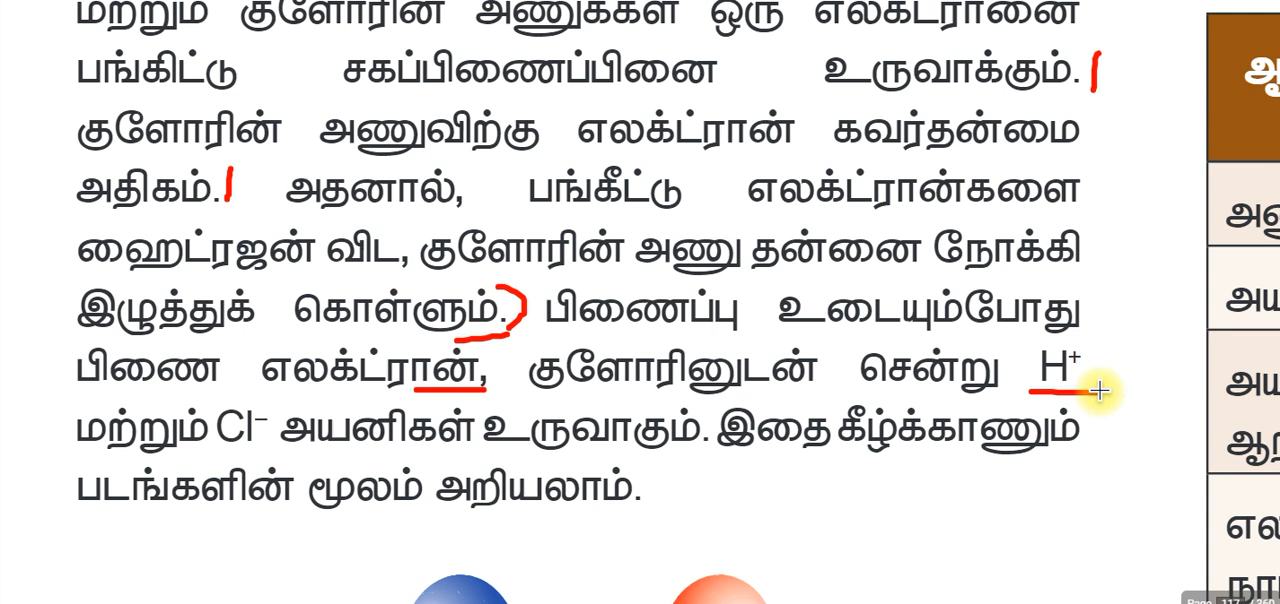 மற்றும் குளோரின் அணுக்கள் ஒரு எலக்ட்ரானை
பங்கிட்டு சகப்பிணைப்பினை உருவாக்கும்.
குளோரின் அணுவிற்கு எலக்ட்ரான் கவர்தன்மை
அதிகம். அதனால், பங்கீட்டு எலக்ட்ரான்களை
ஹைட்ரஜன் விட, குளோரின் அணு தன்னை நோக்கி
இழுத்துக் கொள்ளும். பிணைப்பு உடையும்போது
பிணை எலக்ட்ரான், குளோரினுடன் சென்று H⁺
மற்றும் Cl⁻ அயனிகள் உருவாகும். இதை கீழ்க்காணும்
படங்களின் மூலம் அறியலாம்.